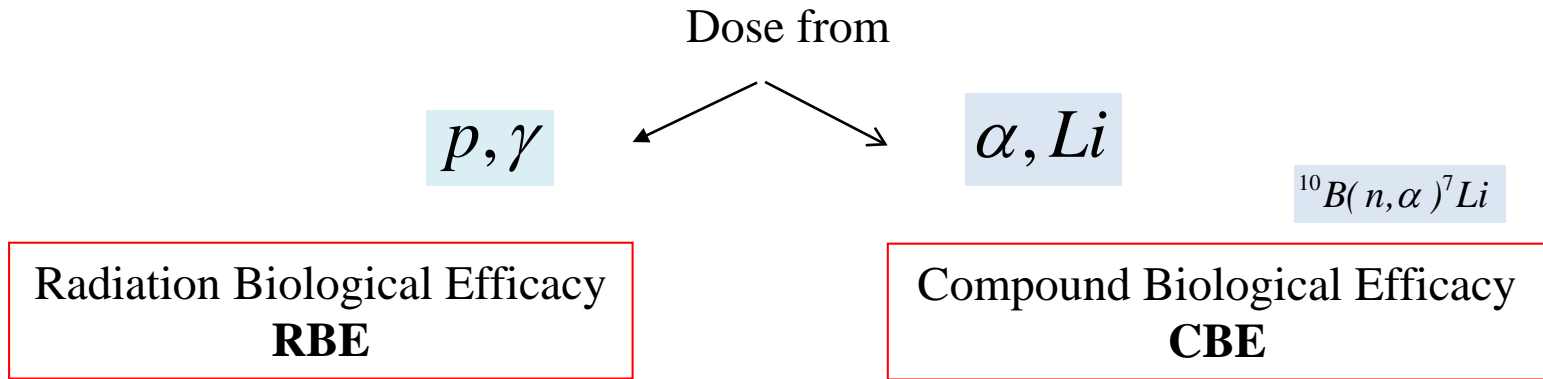 Dose from
p,γ
α, Li
¹⁰B( n,α )⁷Li
Radiation Biological Efficacy
RBE
Compound Biological Efficacy
CBE